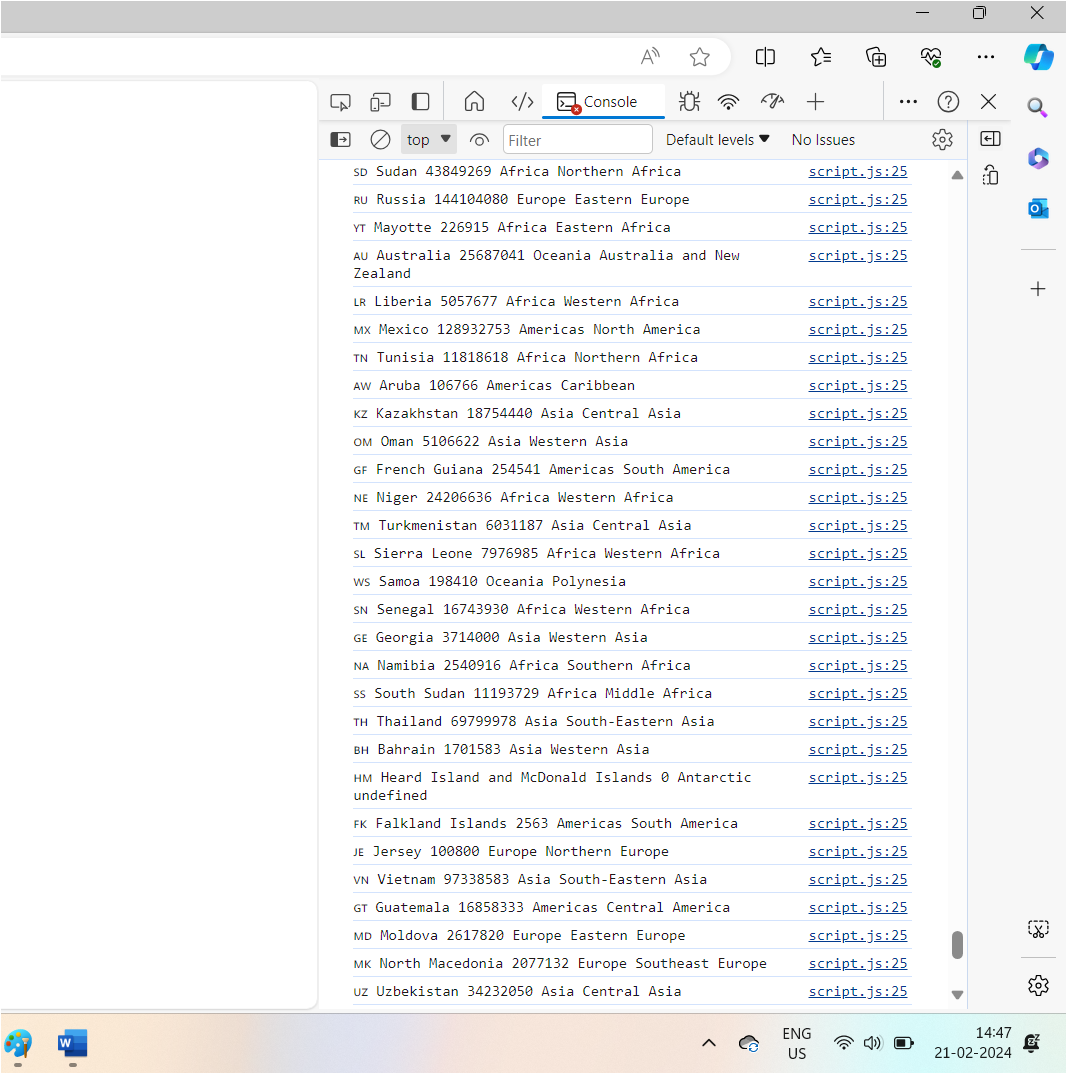 Console
top
Filter
Default levels
No Issues
SD Sudan 43849269 Africa Northern Africa script.js:25
RU Russia 144104080 Europe Eastern Europe script.js:25
YT Mayotte 226915 Africa Eastern Africa script.js:25
AU Australia 25687041 Oceania Australia and New script.js:25
Zealand
LR Liberia 5057677 Africa Western Africa script.js:25
MX Mexico 128932753 Americas North America script.js:25
TN Tunisia 11818618 Africa Northern Africa script.js:25
AW Aruba 106766 Americas Caribbean script.js:25
KZ Kazakhstan 18754440 Asia Central Asia script.js:25
OM Oman 5106622 Asia Western Asia script.js:25
GF French Guiana 254541 Americas South America script.js:25
NE Niger 24206636 Africa Western Africa script.js:25
TM Turkmenistan 6031187 Asia Central Asia script.js:25
SL Sierra Leone 7976985 Africa Western Africa script.js:25
WS Samoa 198410 Oceania Polynesia script.js:25
SN Senegal 16743930 Africa Western Africa script.js:25
GE Georgia 3714000 Asia Western Asia script.js:25
NA Namibia 2540916 Africa Southern Africa script.js:25
SS South Sudan 11193729 Africa Middle Africa script.js:25
TH Thailand 69799978 Asia South-Eastern Asia script.js:25
BH Bahrain 1701583 Asia Western Asia script.js:25
HM Heard Island and McDonald Islands 0 Antarctic script.js:25
undefined
FK Falkland Islands 2563 Americas South America script.js:25
JE Jersey 100800 Europe Northern Europe script.js:25
VN Vietnam 97338583 Asia South-Eastern Asia script.js:25
GT Guatemala 16858333 Americas Central America script.js:25
MD Moldova 2617820 Europe Eastern Europe script.js:25
MK North Macedonia 2077132 Europe Southeast Europe script.js:25
UZ Uzbekistan 34232050 Asia Central Asia script.js:25
ENG
US
14:47
21-02-2024